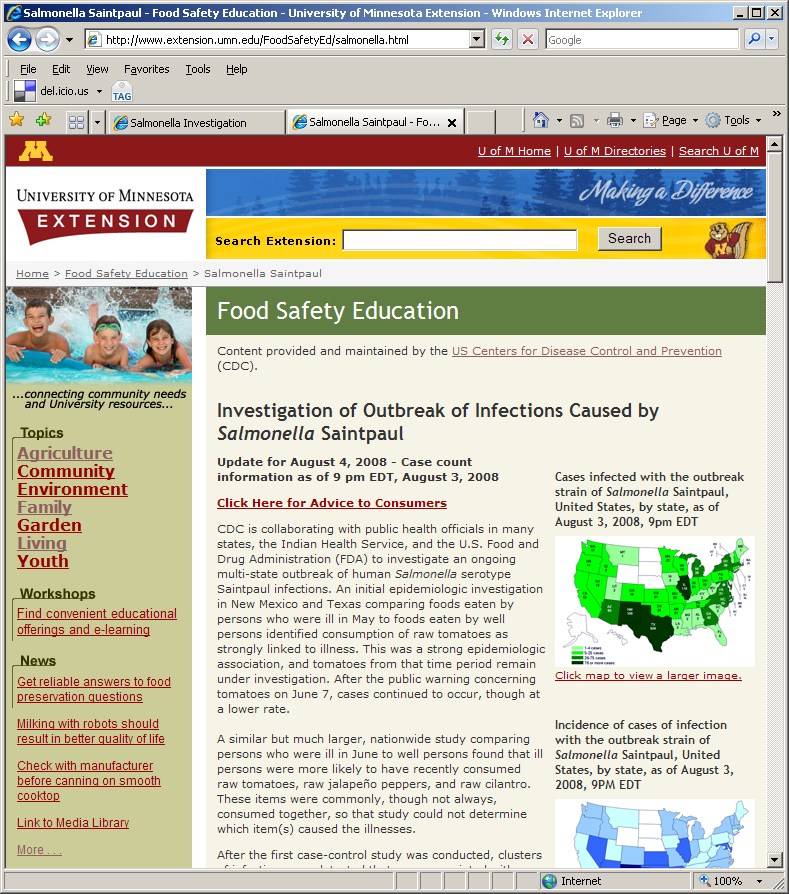 Salmonella Saintpaul - Food Safety Education - University of Minnesota Extension - Windows Internet Explorer
http://www.extension.umn.edu/FoodSafetyEd/salmonella.html
Google
File Edit View Favorites Tools Help
del.icio.us
TAG
Salmonella Investigation
Salmonella Saintpaul - Fo...
Page
Tools
»
M
U of M Home | U of M Directories | Search U of M
UNIVERSITY OF MINNESOTA
EXTENSION
Making a Difference
Search Extension:
Search
Home > Food Safety Education > Salmonella Saintpaul
...connecting community needs
and University resources...
Topics
Agriculture
Community
Environment
Family
Garden
Living
Youth
Workshops
Find convenient educational
offerings and e-learning
News
Get reliable answers to food
preservation questions
Milking with robots should
result in better quality of life
Check with manufacturer
before canning on smooth
cooktop
Link to Media Library
More . . .
Food Safety Education
Content provided and maintained by the US Centers for Disease Control and Prevention
(CDC).
Investigation of Outbreak of Infections Caused by
Salmonella Saintpaul
Update for August 4, 2008 - Case count
information as of 9 pm EDT, August 3, 2008
Click Here for Advice to Consumers
CDC is collaborating with public health officials in many
states, the Indian Health Service, and the U.S. Food and
Drug Administration (FDA) to investigate an ongoing
multi-state outbreak of human Salmonella serotype
Saintpaul infections. An initial epidemiologic investigation
in New Mexico and Texas comparing foods eaten by
persons who were ill in May to foods eaten by well
persons identified consumption of raw tomatoes as
strongly linked to illness. This was a strong epidemiologic
association, and tomatoes from that time period remain
under investigation. After the public warning concerning
tomatoes on June 7, cases continued to occur, though at
a lower rate.
A similar but much larger, nationwide study comparing
persons who were ill in June to well persons found that ill
persons were more likely to have recently consumed
raw tomatoes, raw jalapeño peppers, and raw cilantro.
These items were commonly, though not always,
consumed together, so that study could not determine
which item(s) caused the illnesses.
After the first case-control study was conducted, clusters
Cases infected with the outbreak
strain of Salmonella Saintpaul,
United States, by state, as of
August 3, 2008, 9pm EDT
Click map to view a larger image.
Incidence of cases of infection
with the outbreak strain of
Salmonella Saintpaul, United
States, by state, as of August 3,
2008, 9PM EDT
Internet
100%